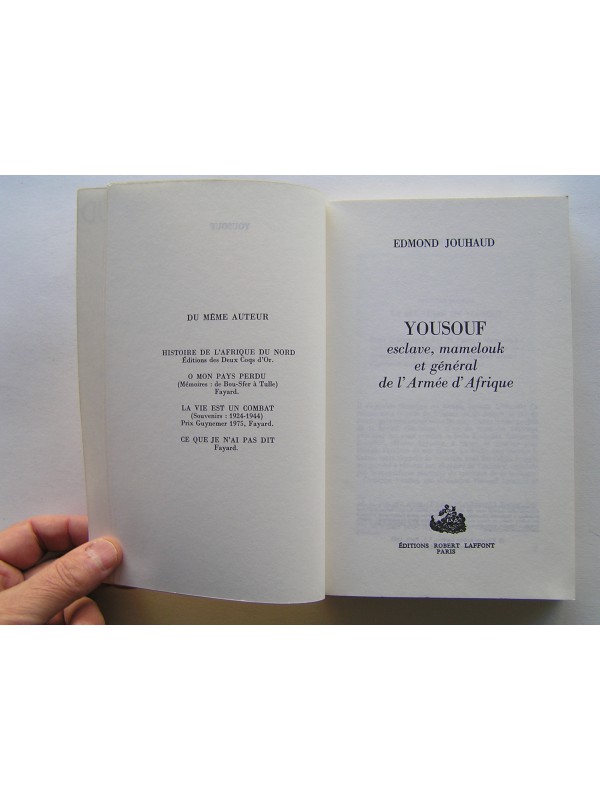 DU MÊME AUTEUR
HISTOIRE DE L'AFRIQUE DU NORD
Éditions des Deux Coqs d'Or.
O MON PAYS PERDU
(Mémoires : de Bou-Sfer à Tulle)
Fayard.
LA VIE EST UN COMBAT
(Souvenirs : 1924-1944)
Prix Guynemer 1975, Fayard.
CE QUE JE N'AI PAS DIT
Fayard.
EDMOND JOUHAUD
YOUSOUF
esclave, mamelouk
et général
de l'Armée d'Afrique
ÉDITIONS ROBERT LAFFONT
PARIS